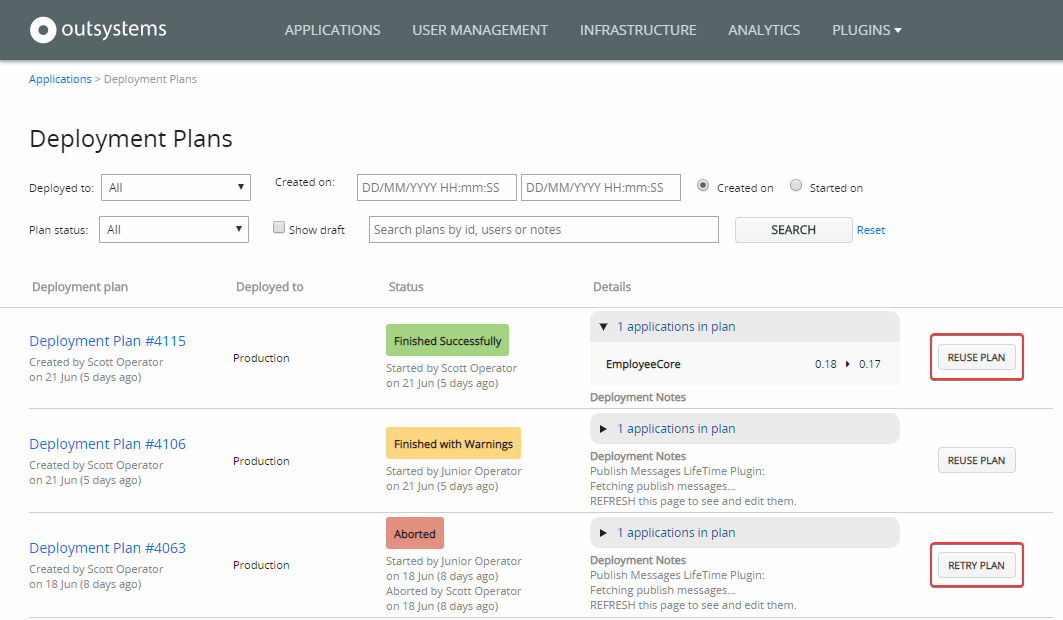 outsystems
APPLICATIONS USER MANAGEMENT INFRASTRUCTURE ANALYTICS PLUGINS
Applications > Deployment Plans
Deployment Plans
Deployed to: All Created on: DD/MM/YYYY HH:mm:SS DD/MM/YYYY HH:mm:SS Created on Started on
Plan status: All Show draft Search plans by id, users or notes SEARCH Reset
Deployment plan Deployed to Status Details
Deployment Plan #4115
Created by Scott Operator
on 21 Jun (5 days ago)
Production
Finished Successfully
Started by Scott Operator
on 21 Jun (5 days ago)
1 applications in plan
EmployeeCore 0.18 0.17
Deployment Notes
REUSE PLAN
Deployment Plan #4106
Created by Scott Operator
on 21 Jun (5 days ago)
Production
Finished with Warnings
Started by Junior Operator
on 21 Jun (5 days ago)
1 applications in plan
Deployment Notes
Publish Messages LifeTime Plugin:
Fetching publish messages...
REFRESH this page to see and edit them.
REUSE PLAN
Deployment Plan #4063
Created by Scott Operator
on 18 Jun (8 days ago)
Production
Aborted
Started by Junior Operator
on 18 Jun (8 days ago)
Aborted by Scott Operator
on 18 Jun (8 days ago)
1 applications in plan
Deployment Notes
Publish Messages LifeTime Plugin:
Fetching publish messages...
REFRESH this page to see and edit them.
RETRY PLAN